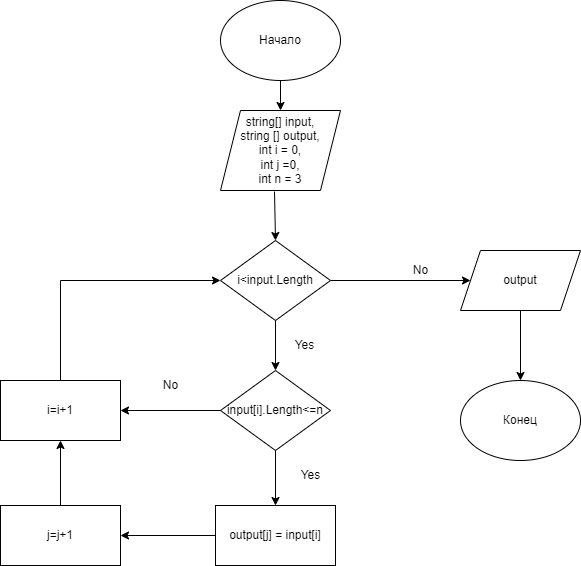 Начало
string[] input,
string [] output,
int i = 0,
int j =0,
int n = 3
i<input.Length
No
output
Yes
No
i=i+1
input[i].Length<=n
Конец
Yes
j=j+1
output[j] = input[i]